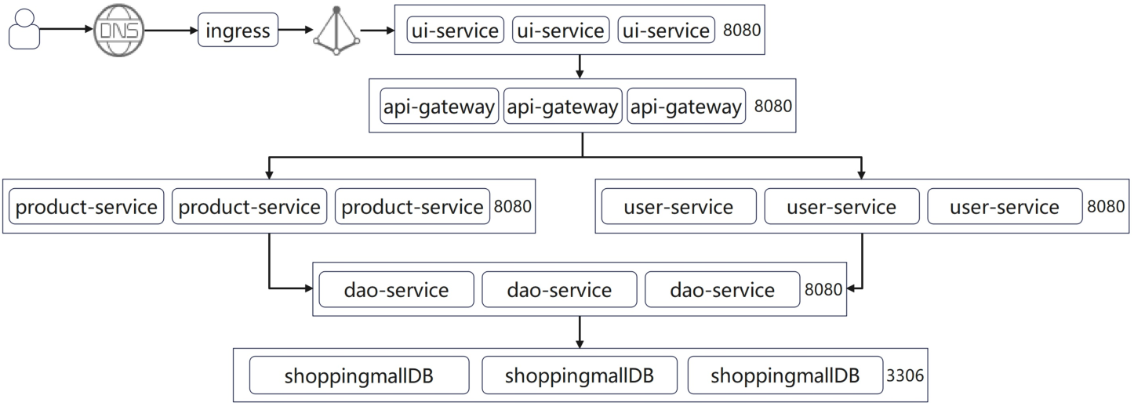 DNS
ingress
ui-service ui-service ui-service 8080
api-gateway api-gateway api-gateway 8080
product-service product-service product-service 8080
user-service user-service user-service 8080
dao-service dao-service dao-service 8080
shoppingmallDB shoppingmallDB shoppingmallDB 3306